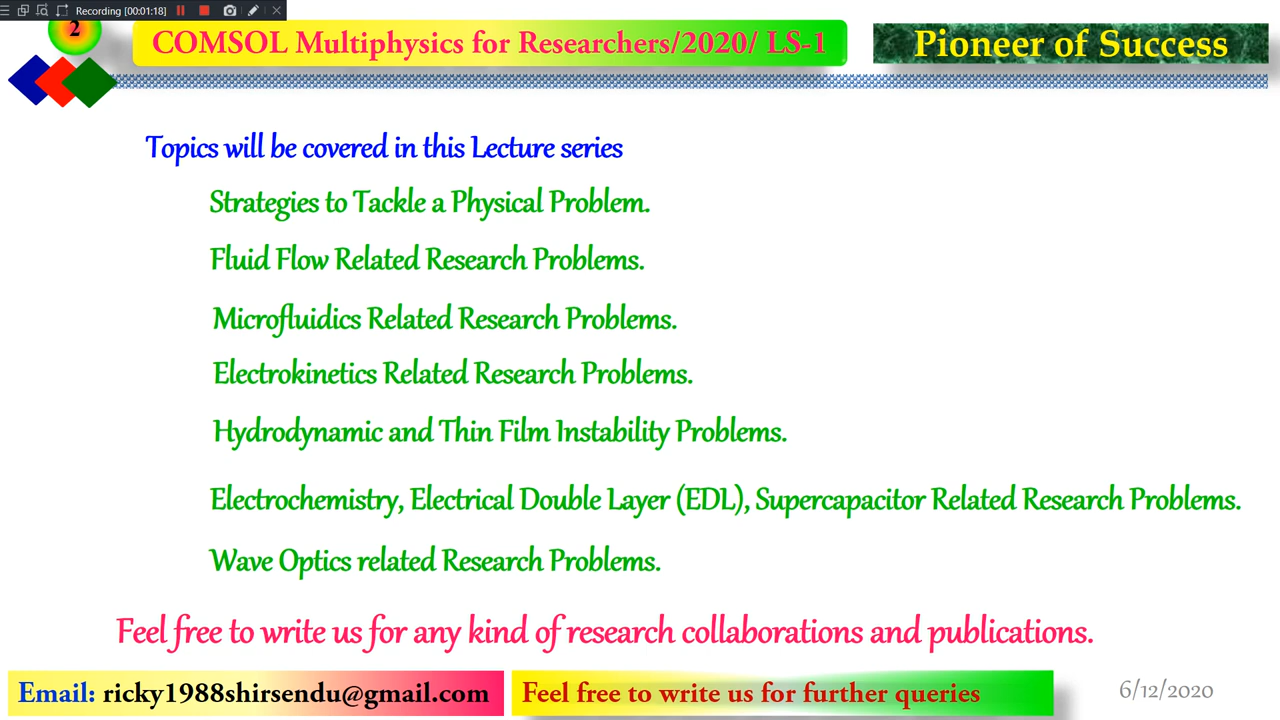 Recording [00:01:18]
2
COMSOL Multiphysics for Researchers/2020/ LS-1
Pioneer of Success
Topics will be covered in this Lecture series
Strategies to Tackle a Physical Problem.
Fluid Flow Related Research Problems.
Microfluidics Related Research Problems.
Electrokinetics Related Research Problems.
Hydrodynamic and Thin Film Instability Problems.
Electrochemistry, Electrical Double Layer (EDL), Supercapacitor Related Research Problems.
Wave Optics related Research Problems.
Feel free to write us for any kind of research collaborations and publications.
Email: ricky1988shirsendu@gmail.com
Feel free to write us for further queries
6/12/2020